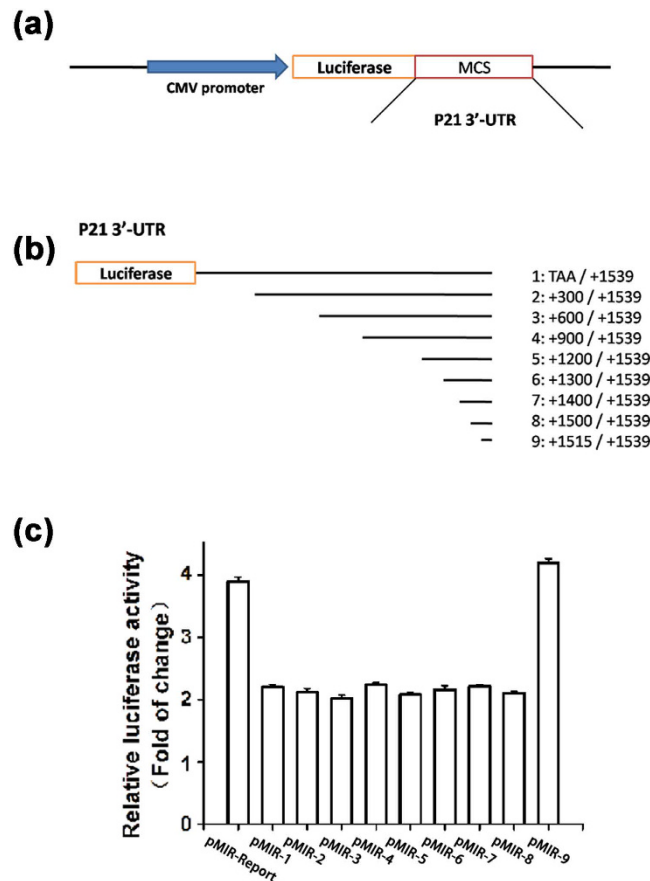 (a)
Luciferase
MCS
CMV promoter
P21 3′-UTR
(b)
P21 3′-UTR
Luciferase
1: TAA / +1539
2: +300 / +1539
3: +600 / +1539
4: +900 / +1539
5: +1200 / +1539
6: +1300 / +1539
7: +1400 / +1539
8: +1500 / +1539
9: +1515 / +1539
(c)
Relative luciferase activity
(Fold of change)
4
3
2
1
0
pMIR-Report
pMIR-1
pMIR-2
pMIR-3
pMIR-4
pMIR-5
pMIR-6
pMIR-7
pMIR-8
pMIR-9